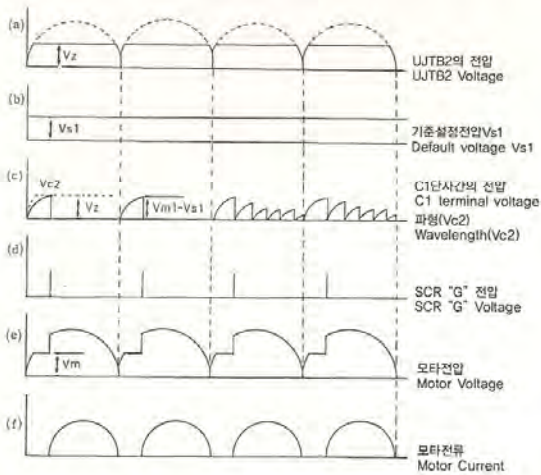 (a)
Vz
UJTB2의 전압
UJTB2 Voltage
(b)
Vs1
기준설정전압Vs1
Default voltage Vs1
(c)
Vc2
Vz
Vm1-Vs1
C1단자간의 전압
C1 terminal voltage
파형(Vc2)
Wavelength(Vc2)
(d)
SCR "G" 전압
SCR "G" Voltage
(e)
Vm
모타전압
Motor Voltage
(f)
모타전류
Motor Current